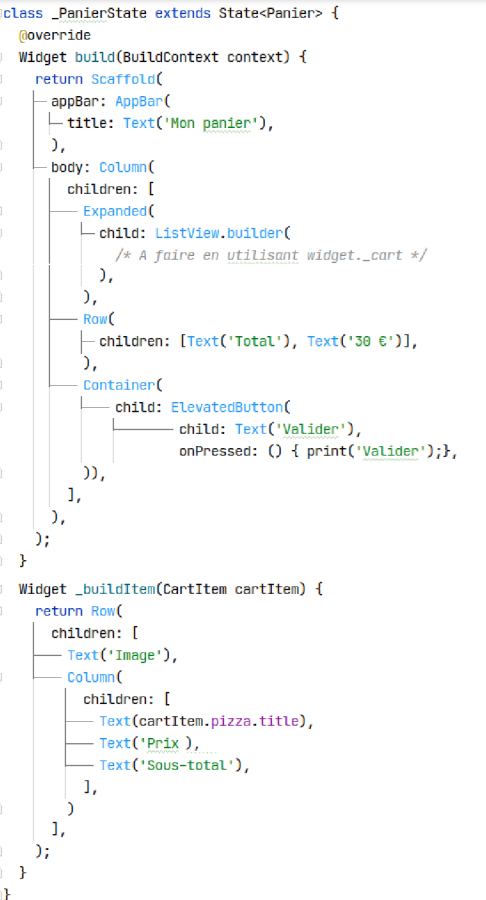 class _PanierState extends State<Panier> {
@override
Widget build(BuildContext context) {
return Scaffold(
appBar: AppBar(
title: Text('Mon panier'),
),
body: Column(
children: [
Expanded(
child: ListView.builder(
/* A faire en utilisant widget._cart */
),
),
Row(
children: [Text('Total'), Text('30 €')],
),
Container(
child: ElevatedButton(
child: Text('Valider'),
onPressed: () { print('Valider');},
)),
],
),
);
}
Widget _buildItem(CartItem cartItem) {
return Row(
children: [
Text('Image'),
Column(
children: [
Text(cartItem.pizza.title),
Text('Prix ),
Text('Sous-total'),
],
)
],
);
}
}